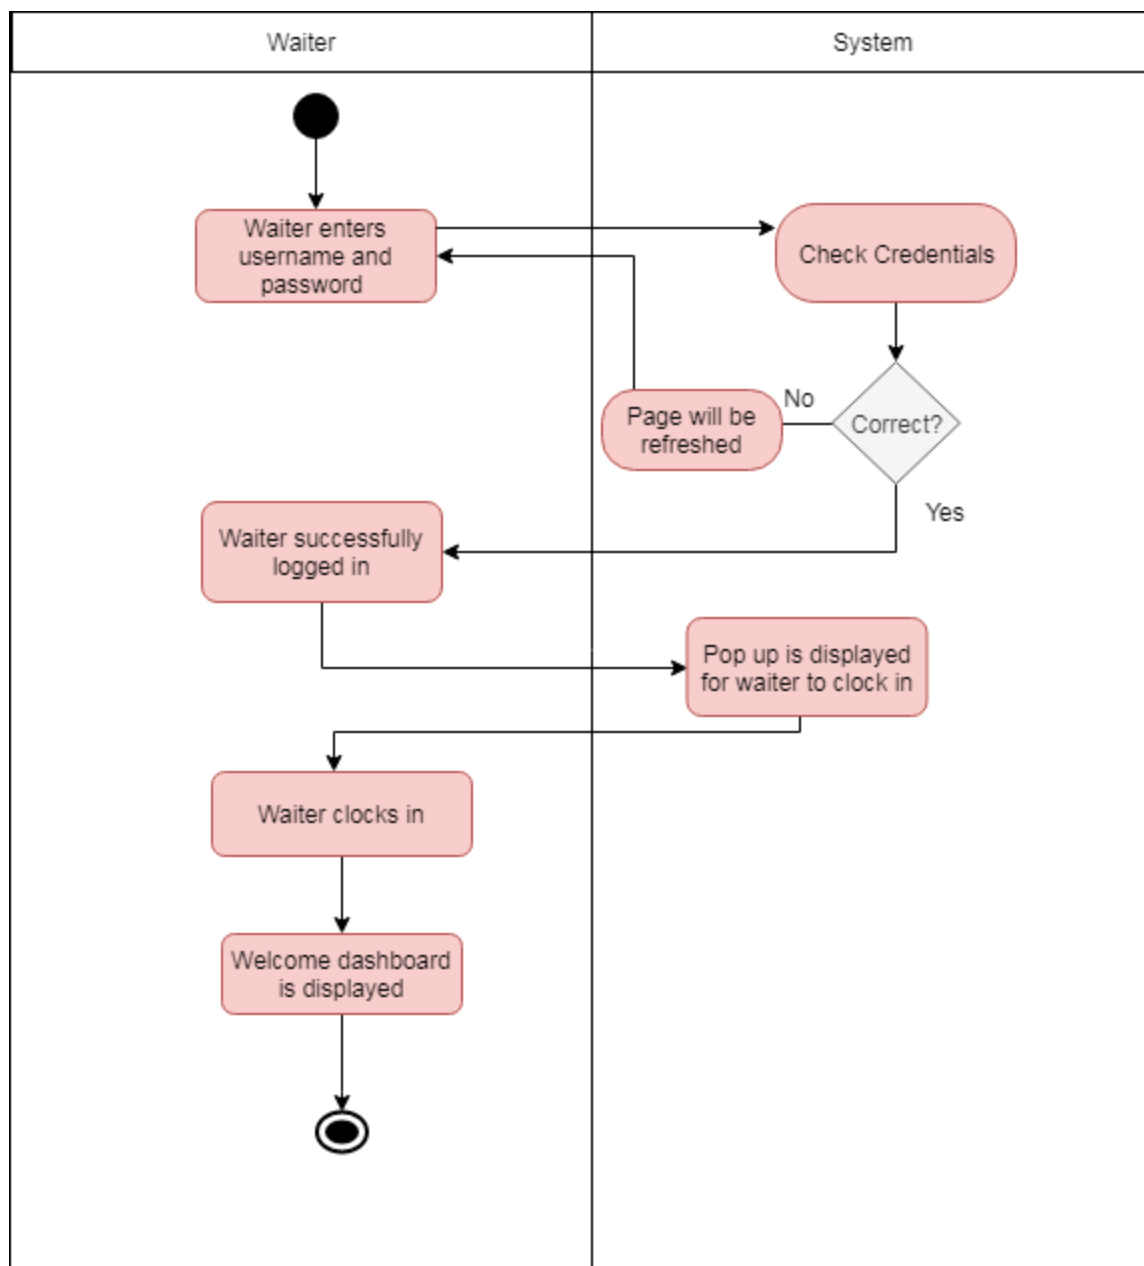 Waiter
System
Waiter enters
username and
password
Check Credentials
No
Page will be
refreshed
Correct?
Yes
Waiter successfully
logged in
Pop up is displayed
for waiter to clock in
Waiter clocks in
Welcome dashboard
is displayed